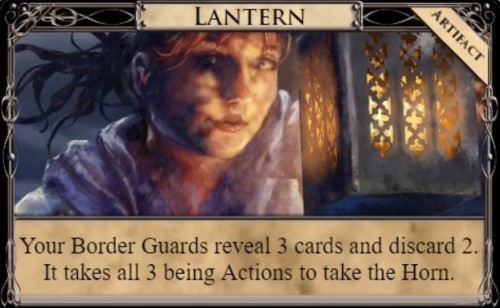 LANTERN
ARTIFACT
Your Border Guards reveal 3 cards and discard 2.
It takes all 3 being Actions to take the Horn.